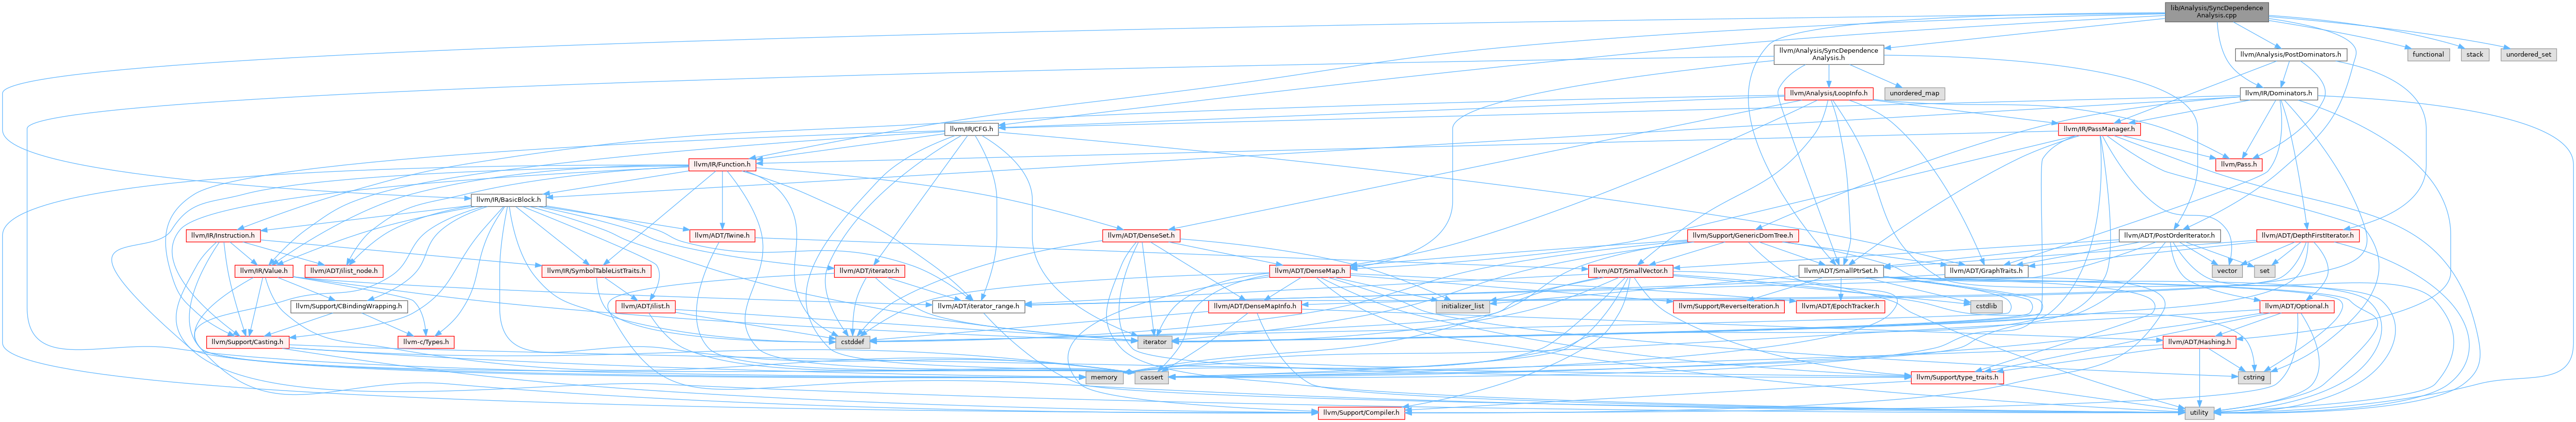 lib/Analysis/SyncDependence
Analysis.cpp
llvm/Analysis/SyncDependence
Analysis.h
llvm/Analysis/PostDominators.h
functional
stack
unordered_set
llvm/Analysis/LoopInfo.h
unordered_map
llvm/IR/Dominators.h
llvm/IR/CFG.h
llvm/IR/PassManager.h
llvm/IR/Function.h
llvm/Pass.h
llvm/IR/BasicBlock.h
llvm/IR/Instruction.h
llvm/ADT/Twine.h
llvm/ADT/DenseSet.h
llvm/Support/GenericDomTree.h
llvm/ADT/PostOrderIterator.h
llvm/ADT/DepthFirstIterator.h
llvm/IR/Value.h
llvm/ADT/ilist_node.h
llvm/IR/SymbolTableListTraits.h
llvm/ADT/iterator.h
llvm/ADT/DenseMap.h
llvm/ADT/SmallVector.h
llvm/ADT/SmallPtrSet.h
llvm/ADT/GraphTraits.h
vector
set
llvm/Support/CBindingWrapping.h
llvm/ADT/ilist.h
llvm/ADT/iterator_range.h
llvm/ADT/DenseMapInfo.h
initializer_list
llvm/Support/ReverseIteration.h
llvm/ADT/EpochTracker.h
cstdlib
llvm/ADT/Optional.h
llvm/Support/Casting.h
llvm-c/Types.h
cstddef
iterator
llvm/ADT/Hashing.h
memory
cassert
llvm/Support/type_traits.h
cstring
llvm/Support/Compiler.h
utility